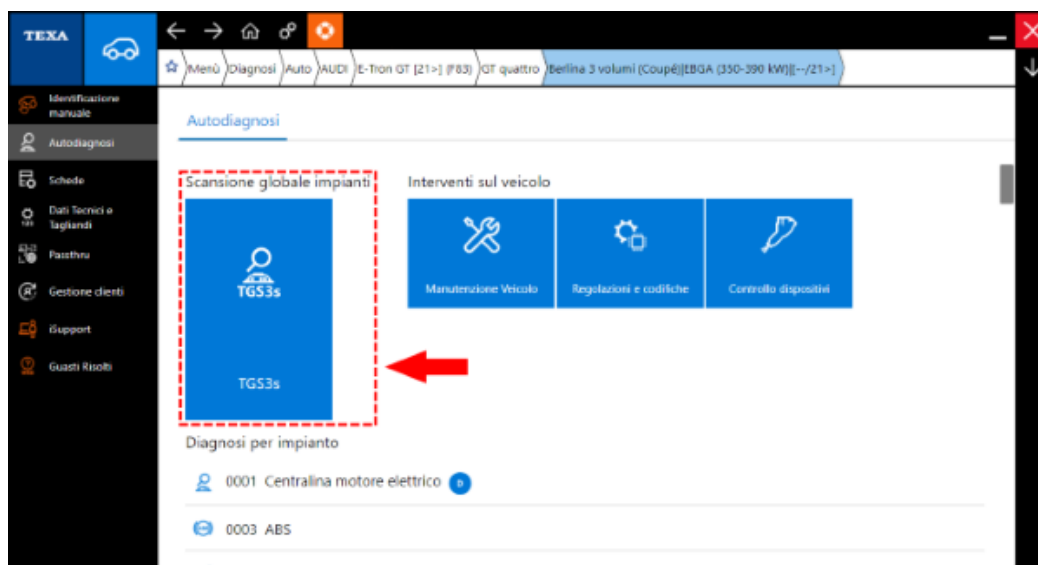 TEXA
Menù Diagnosi Auto AUDI E-Tron GT [21>] (F83) GT quattro Berlina 3 volumi (Coupé)|EBGA (350-390 kW)|[--/21>]
Identificazione
manuale
Autodiagnosi
Schede
Dati Tecnici e
Tagliandi
Passthru
Gestione clienti
iSupport
Guasti Risolti
Autodiagnosi
Scansione globale impianti
Interventi sul veicolo
TGS3s
TGS3s
Manutenzione Veicolo
Regolazioni e codifiche
Controllo dispositivi
Diagnosi per impianto
0001 Centralina motore elettrico
0003 ABS